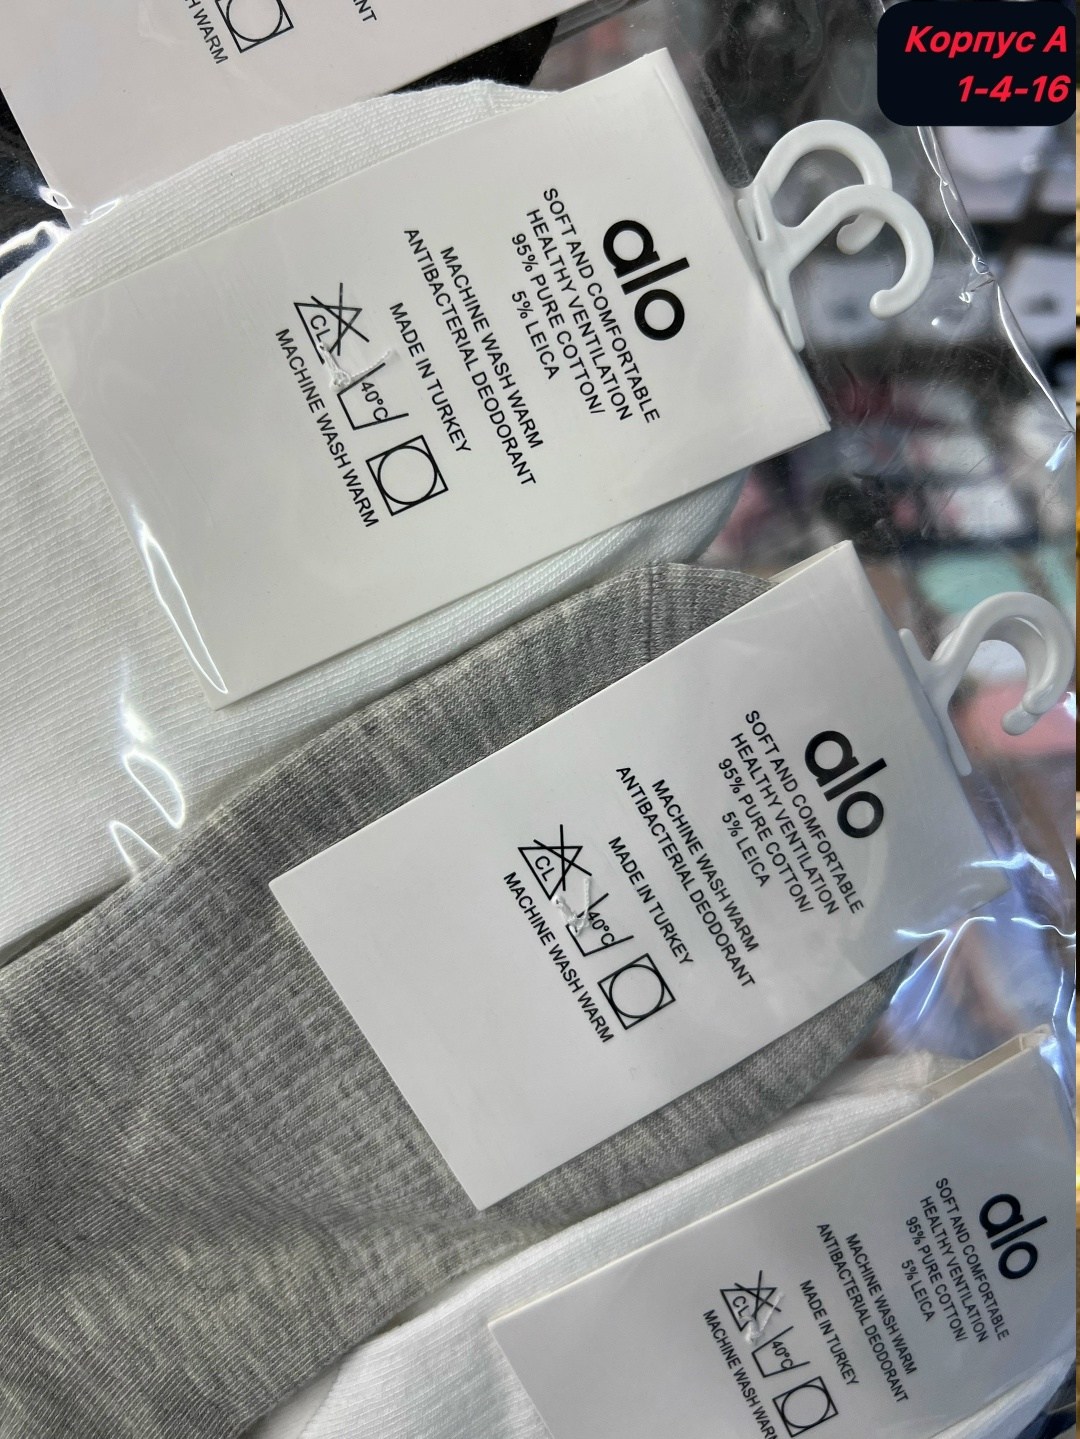 Корпус А
1-4-16
H WARM
ANT
alo
SOFT AND COMFORTABLE
HEALTHY VENTILATION
95% PURE COTTON/
5% LEICA
MACHINE WASH WARM
ANTIBACTERIAL DEODORANT
MADE IN TURKEY
CL
40°C
MACHINE WASH WARM
alo
SOFT AND COMFORTABLE
HEALTHY VENTILATION
95% PURE COTTON/
5% LEICA
MACHINE WASH WARM
ANTIBACTERIAL DEODORANT
MADE IN TURKEY
CL
40°C
MACHINE WASH WARM
alo
SOFT AND COMFORTABLE
HEALTHY VENTILATION
95% PURE COTTON/
5% LEICA
MACHINE WASH WARM
ANTIBACTERIAL DEODORANT
MADE IN TURKEY
CL
40°C
MACHINE WASH WARM